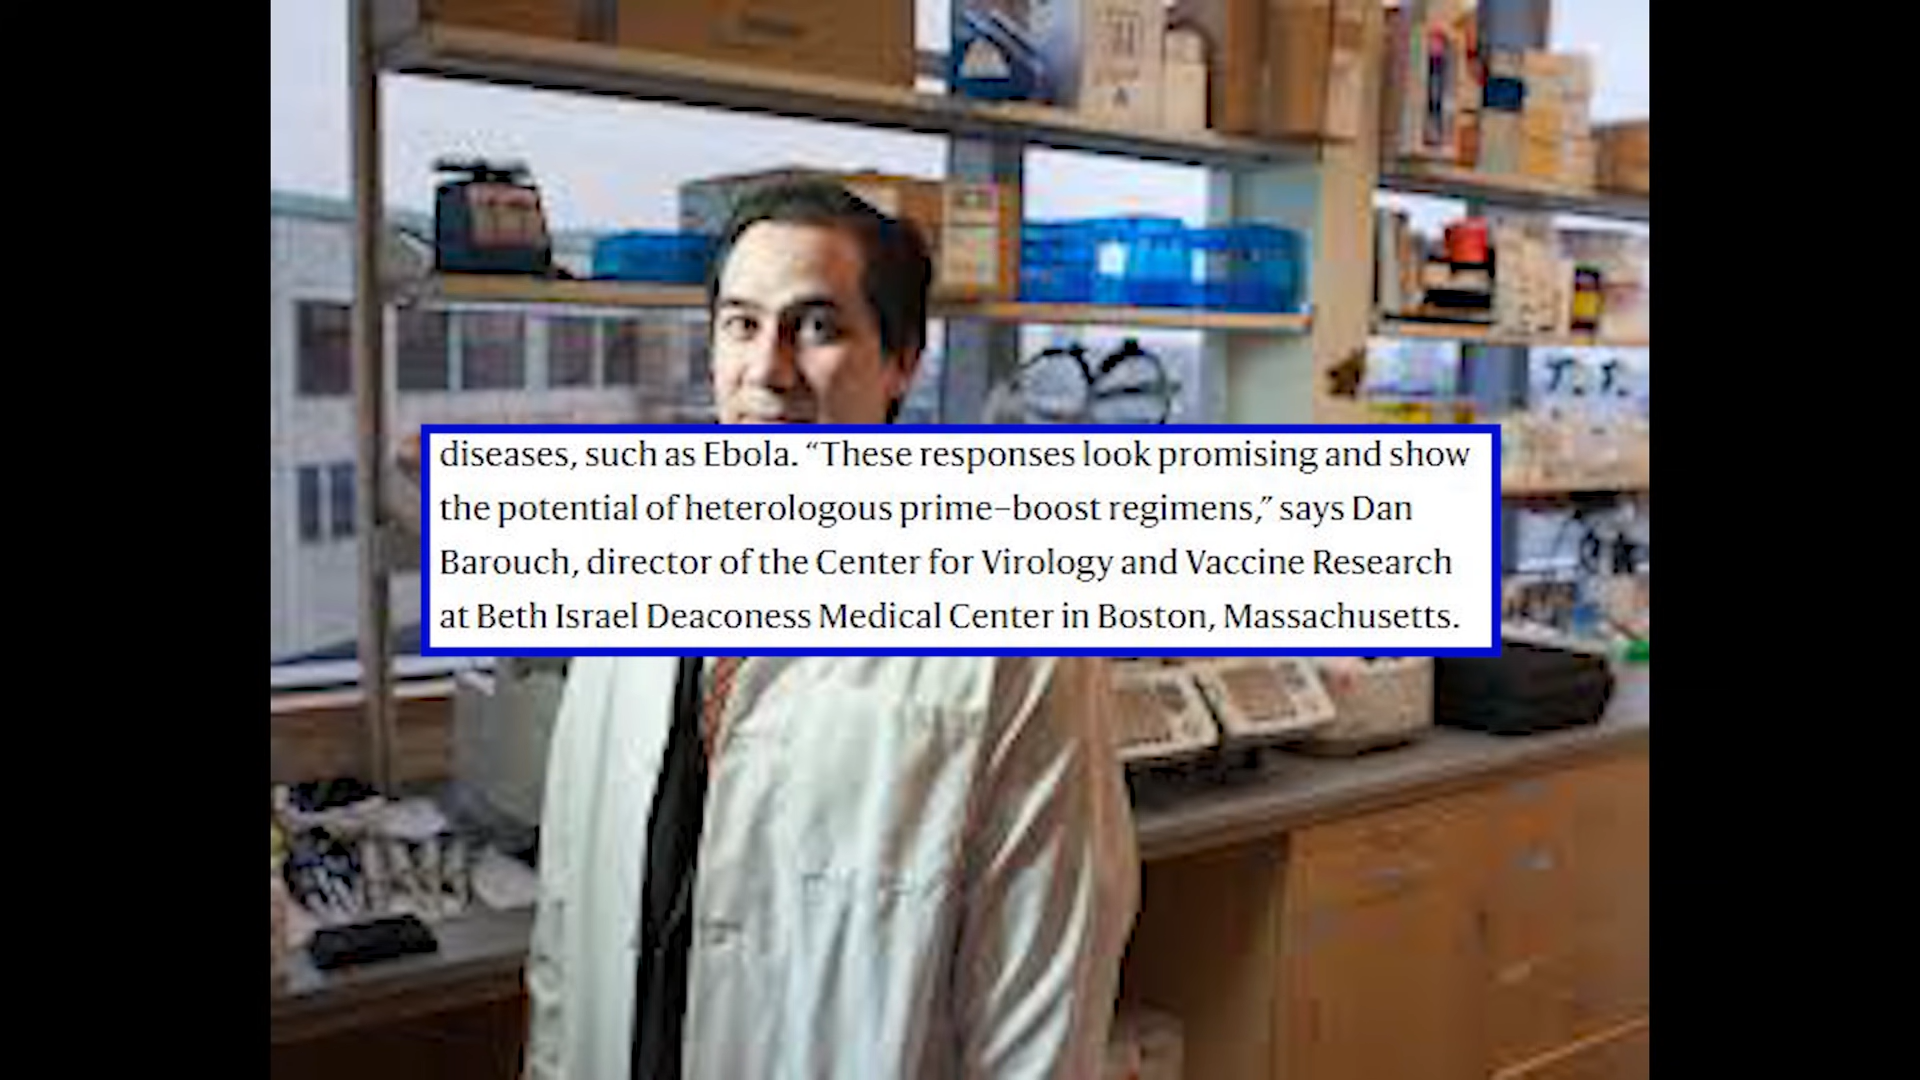 diseases, such as Ebola. “These responses look promising and show
the potential of heterologous prime–boost regimens,” says Dan
Barouch, director of the Center for Virology and Vaccine Research
at Beth Israel Deaconess Medical Center in Boston, Massachusetts.